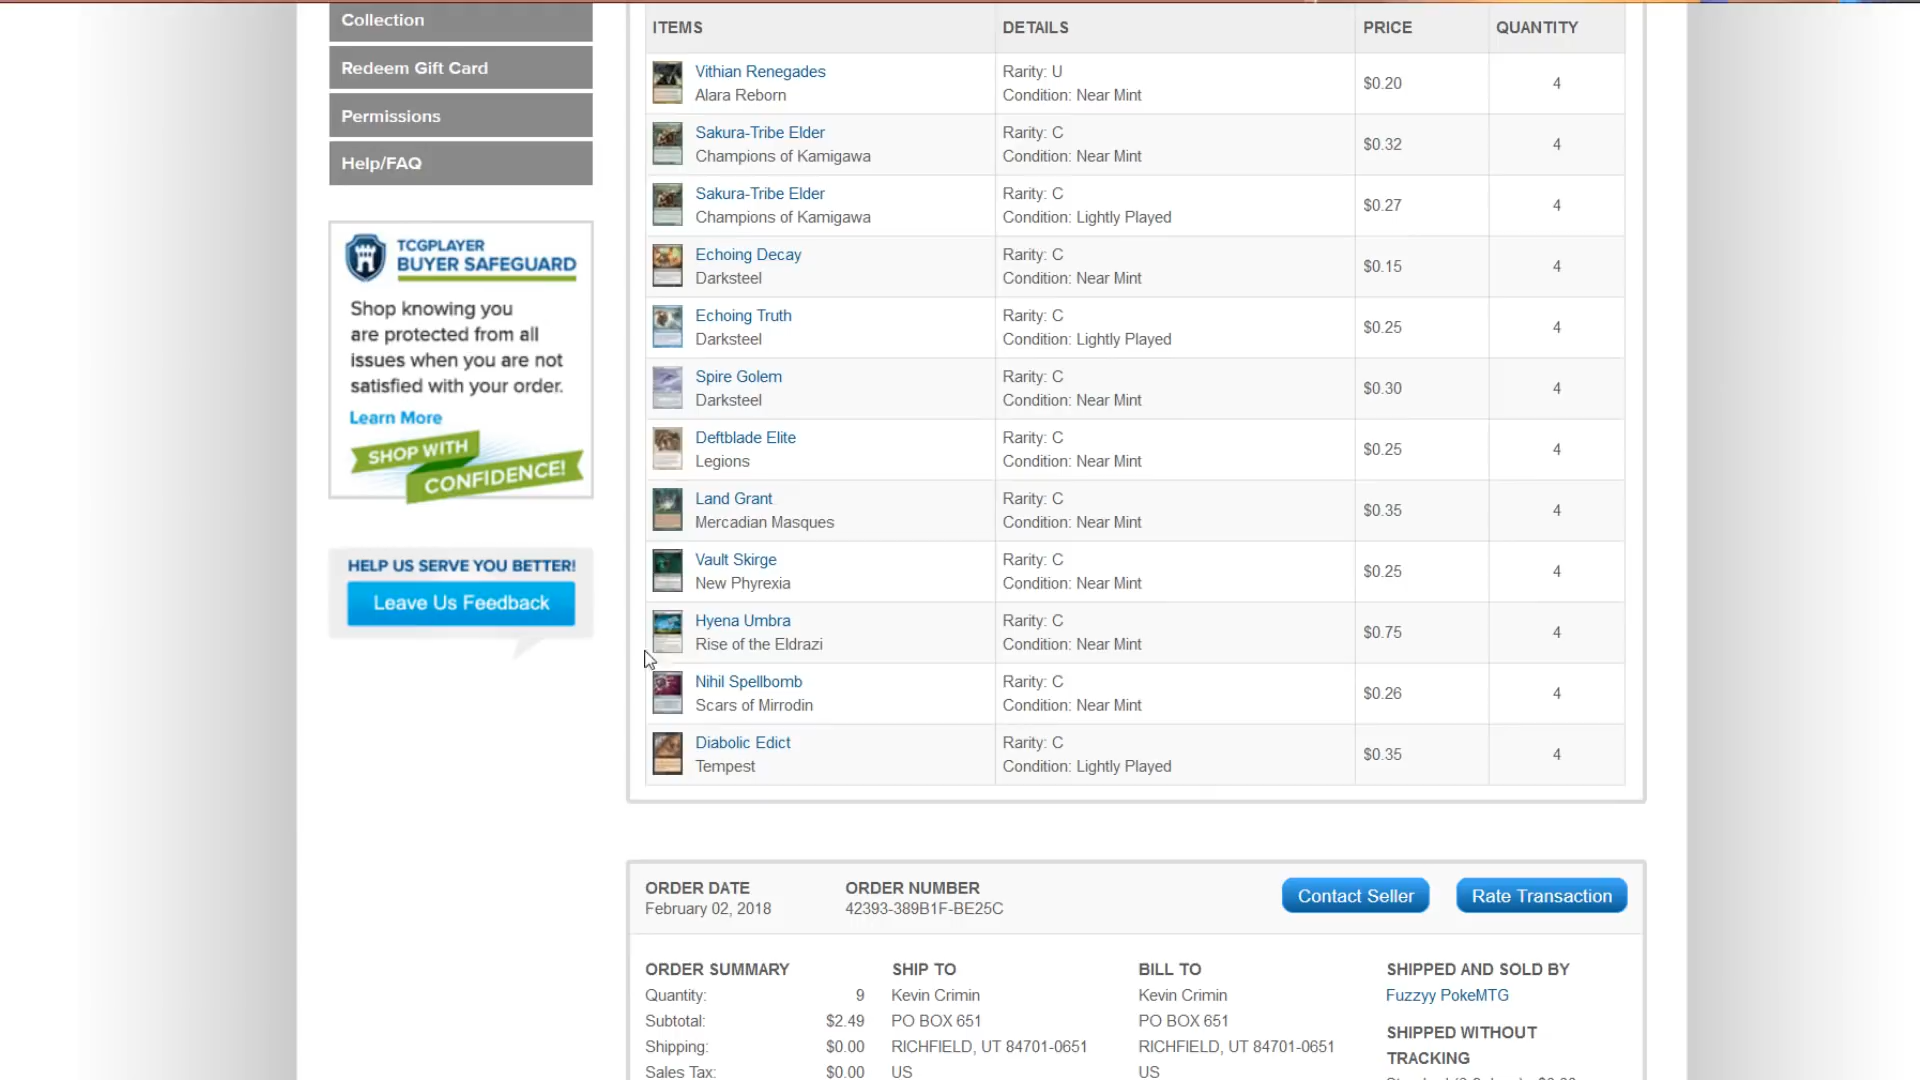 Collection
Redeem Gift Card
Permissions
Help/FAQ
TCGPLAYER
BUYER SAFEGUARD
Shop knowing you
are protected from all
issues when you are not
satisfied with your order.
Learn More
SHOP WITH
CONFIDENCE!
HELP US SERVE YOU BETTER!
Leave Us Feedback
ITEMS DETAILS PRICE QUANTITY
Vithian Renegades Rarity: U
Alara Reborn Condition: Near Mint $0.20 4
Sakura-Tribe Elder Rarity: C
Champions of Kamigawa Condition: Near Mint $0.32 4
Sakura-Tribe Elder Rarity: C
Champions of Kamigawa Condition: Lightly Played $0.27 4
Echoing Decay Rarity: C
Darksteel Condition: Near Mint $0.15 4
Echoing Truth Rarity: C
Darksteel Condition: Lightly Played $0.25 4
Spire Golem Rarity: C
Darksteel Condition: Near Mint $0.30 4
Deftblade Elite Rarity: C
Legions Condition: Near Mint $0.25 4
Land Grant Rarity: C
Mercadian Masques Condition: Near Mint $0.35 4
Vault Skirge Rarity: C
New Phyrexia Condition: Near Mint $0.25 4
Hyena Umbra Rarity: C
Rise of the Eldrazi Condition: Near Mint $0.75 4
Nihil Spellbomb Rarity: C
Scars of Mirrodin Condition: Near Mint $0.26 4
Diabolic Edict Rarity: C
Tempest Condition: Lightly Played $0.35 4
ORDER DATE ORDER NUMBER
February 02, 2018 42393-389B1F-BE25C
Contact Seller Rate Transaction
ORDER SUMMARY SHIP TO BILL TO SHIPPED AND SOLD BY
Quantity: 9 Kevin Crimin Kevin Crimin Fuzzyy PokeMTG
Subtotal: $2.49 PO BOX 651 PO BOX 651 SHIPPED WITHOUT
Shipping: $0.00 RICHFIELD, UT 84701-0651 RICHFIELD, UT 84701-0651 TRACKING
Sales Tax: $0.00 US US